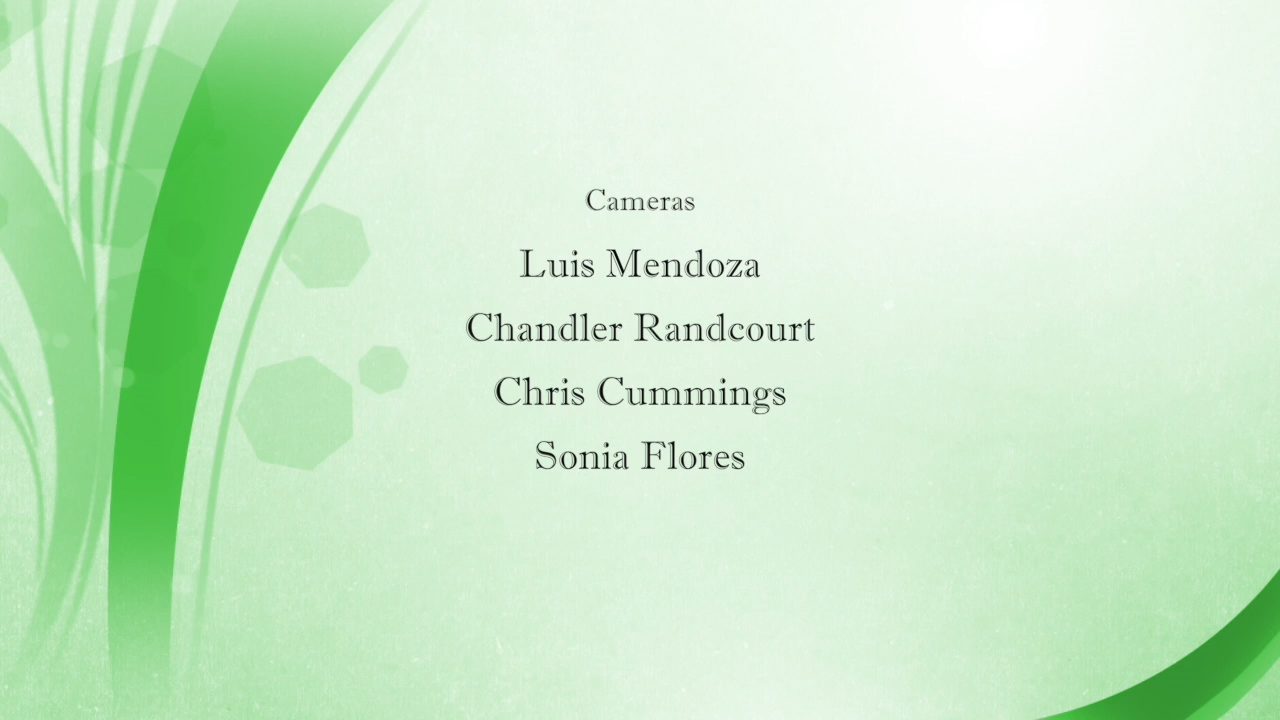 Cameras
Luis Mendoza
Chandler Randcourt
Chris Cummings
Sonia Flores